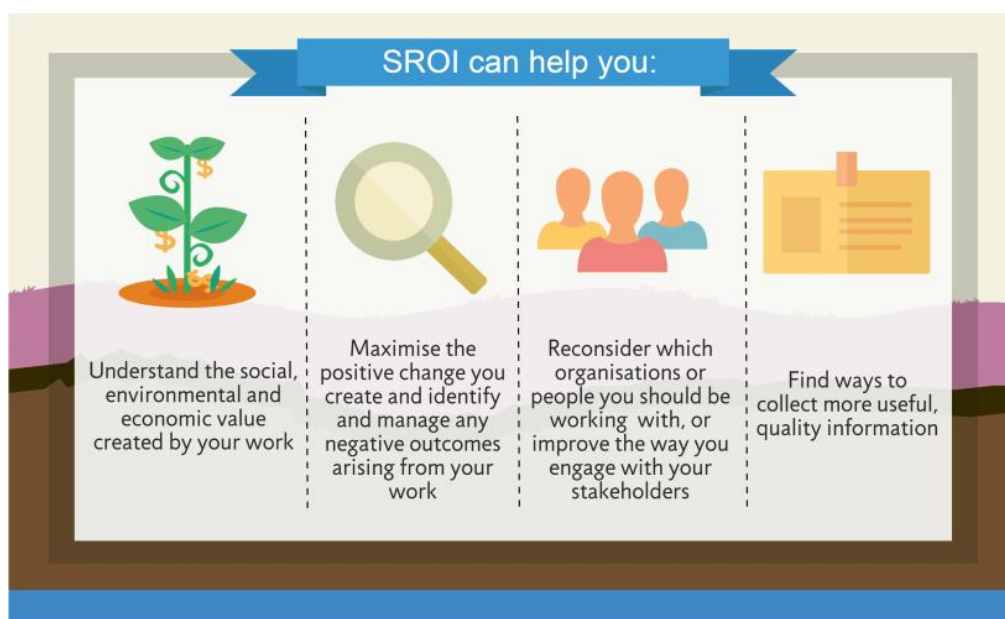 SROI can help you:
Understand the social,
environmental and
economic value
created by your work
Maximise the
positive change you
create and identify
and manage any
negative outcomes
arising from your
work
Reconsider which
organisations or
people you should be
working with, or
improve the way you
engage with your
stakeholders
Find ways to
collect more useful,
quality information